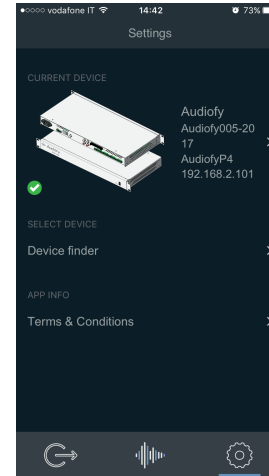 vodafone IT 14:42 73%
Settings
CURRENT DEVICE
Audiofy
Audiofy005-20
17
AudiofyP4
192.168.2.101
SELECT DEVICE
Device finder
APP INFO
Terms & Conditions